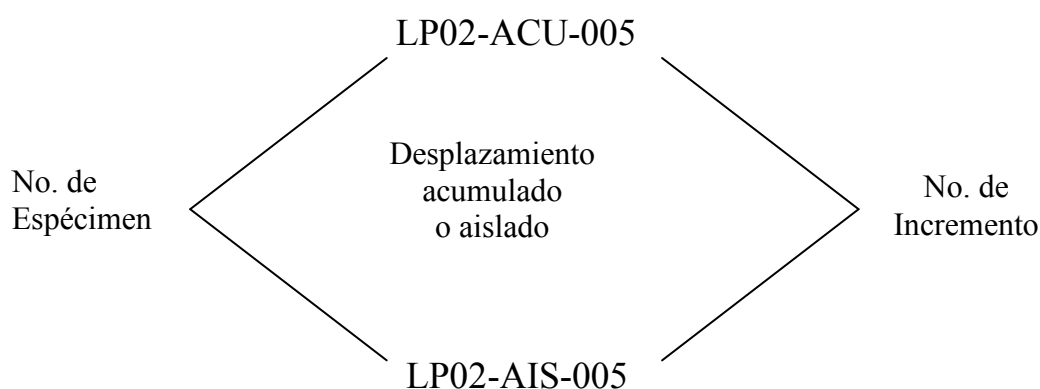 LP02-ACU-005
No. de
Espécimen
Desplazamiento
acumulado
o aislado
No. de
Incremento
LP02-AIS-005